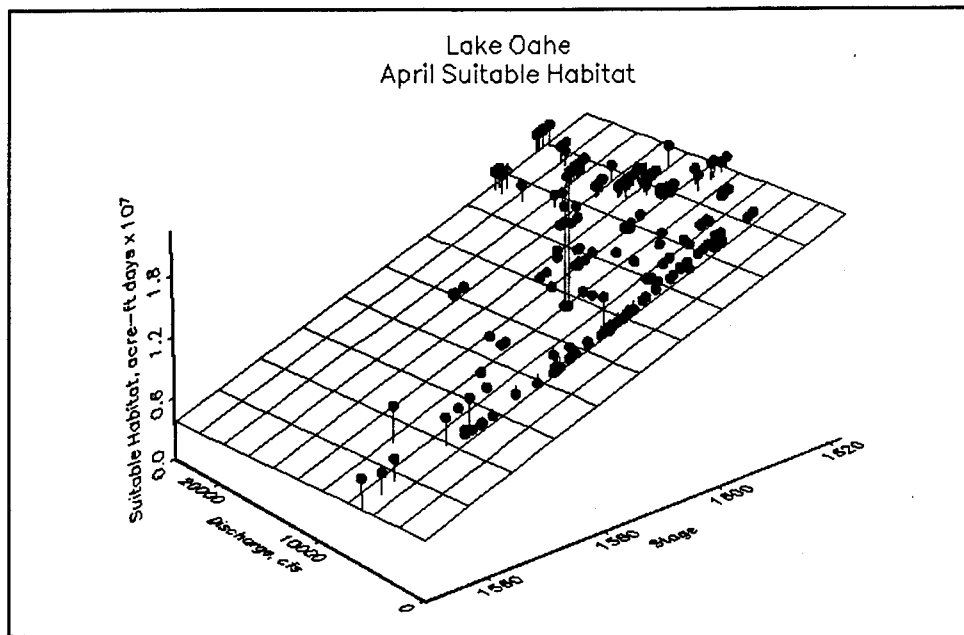 Lake Oahe
April Suitable Habitat
Suitable Habitat, acre-ft days x 10⁷
1.8
1.2
0.6
0.0
20000
10000
0
Discharge, cfs
1560
1580
1600
1620
Stage